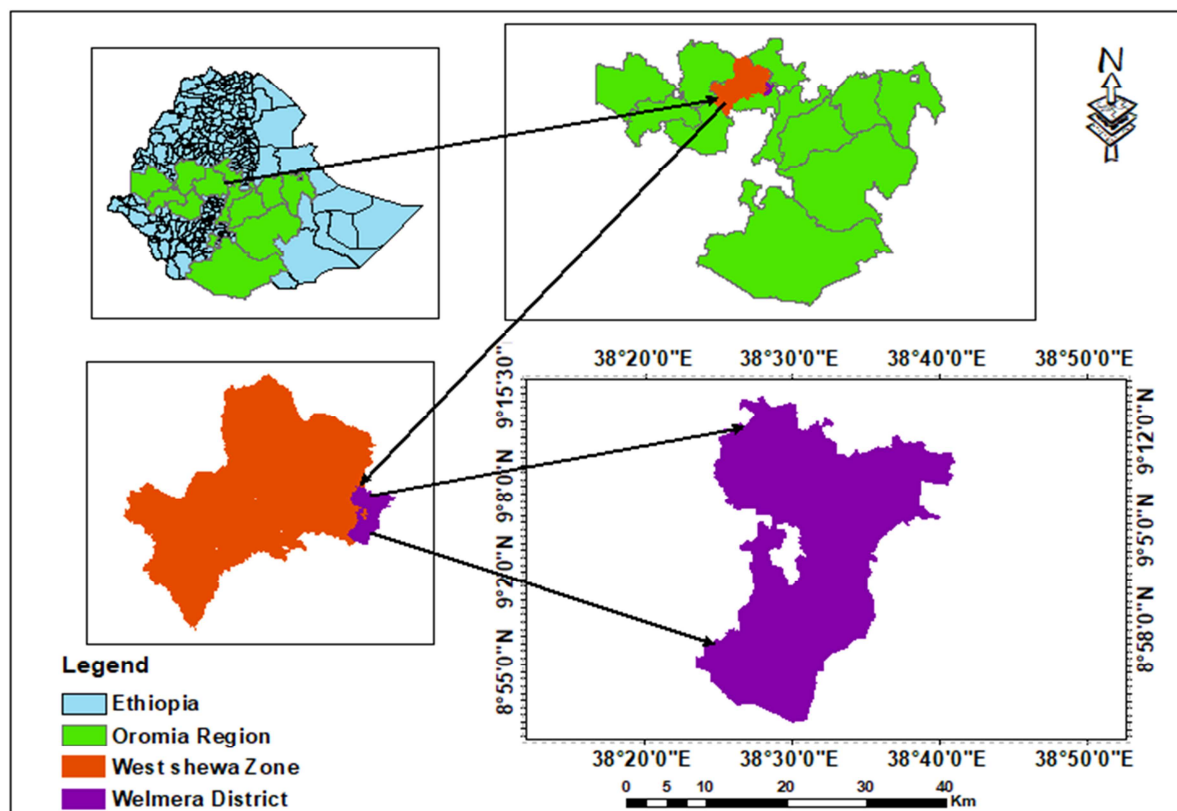 N
38°20'0"E 38°30'0"E 38°40'0"E 38°50'0"E
9°15'30"
9°8'0"N
9°2'0"N
8°55'0"N
9°12'0"N
9°5'0"N
8°58'0"N
38°20'0"E 38°30'0"E 38°40'0"E 38°50'0"E
Legend
Ethiopia
Oromia Region
West shewa Zone
Welmera District
0 5 10 20 30 40
Km